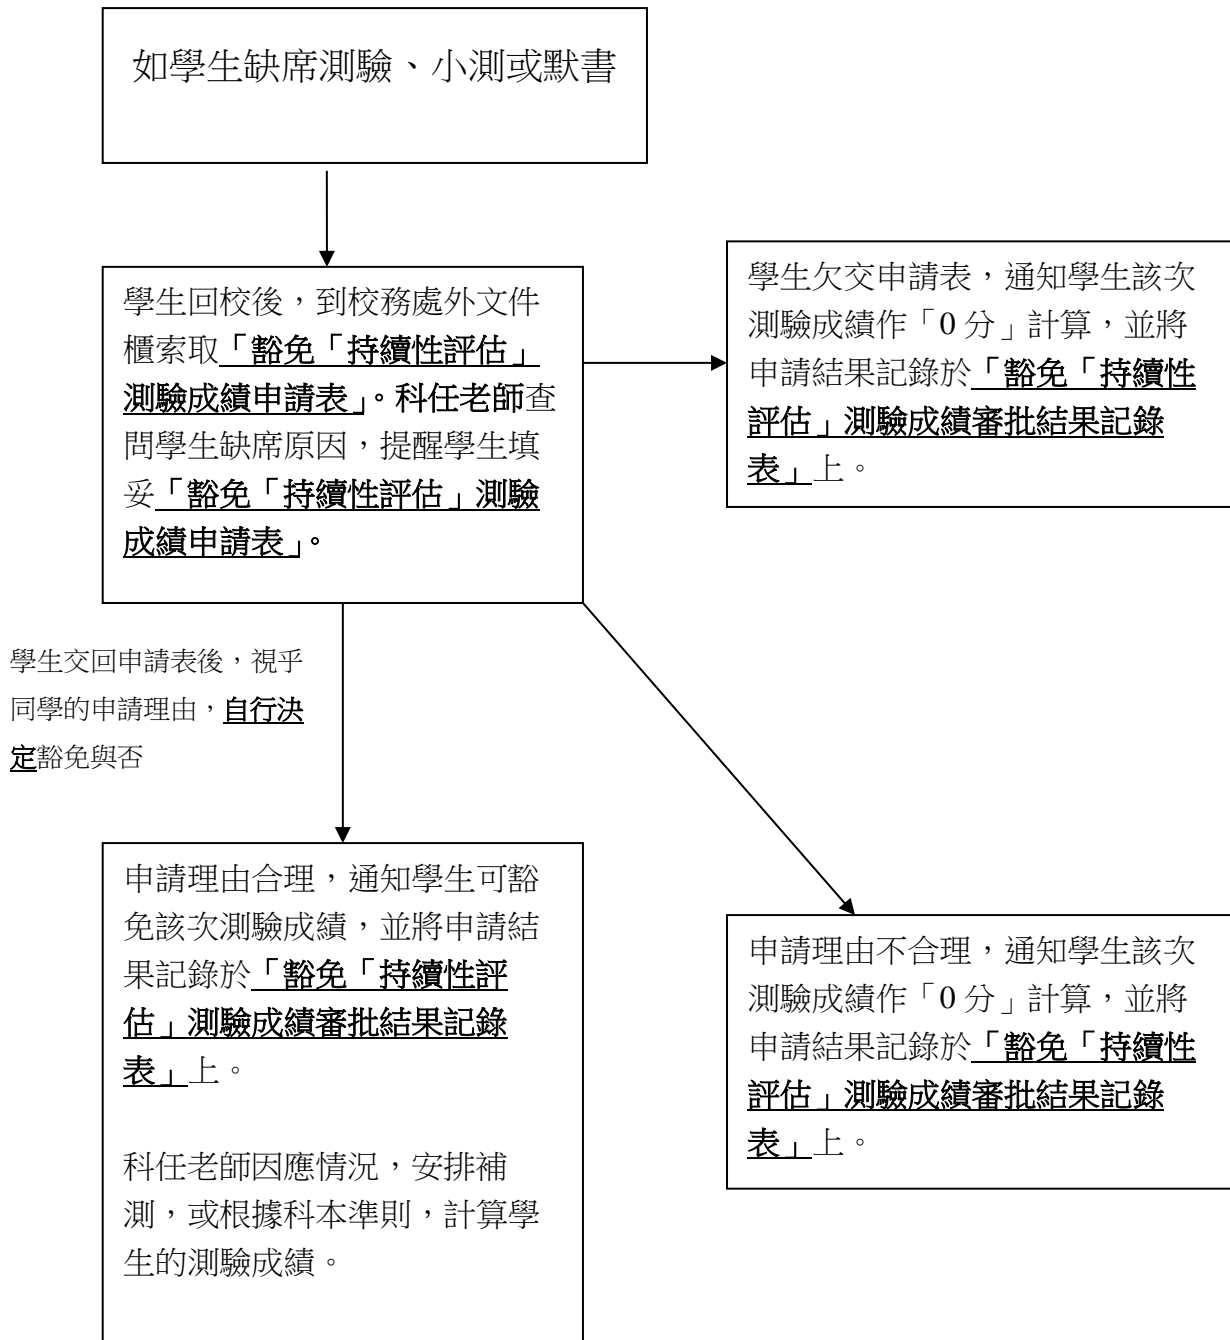 如學生缺席測驗、小測或默書
學生回校後，到校務處外文件
櫃索取「豁免「持續性評估」
測驗成績申請表」。科任老師查
問學生缺席原因，提醒學生填
妥「豁免「持續性評估」測驗
成績申請表」。
學生欠交申請表，通知學生該次
測驗成績作「0 分」計算，並將
申請結果記錄於「豁免「持續性
評估」測驗成績審批結果記錄
表」上。
學生交回申請表後，視乎
同學的申請理由，自行決
定豁免與否
申請理由合理，通知學生可豁
免該次測驗成績，並將申請結
果記錄於「豁免「持續性評
估」測驗成績審批結果記錄
表」上。
科任老師因應情況，安排補
測，或根據科本準則，計算學
生的測驗成績。
申請理由不合理，通知學生該次
測驗成績作「0 分」計算，並將
申請結果記錄於「豁免「持續性
評估」測驗成績審批結果記錄
表」上。